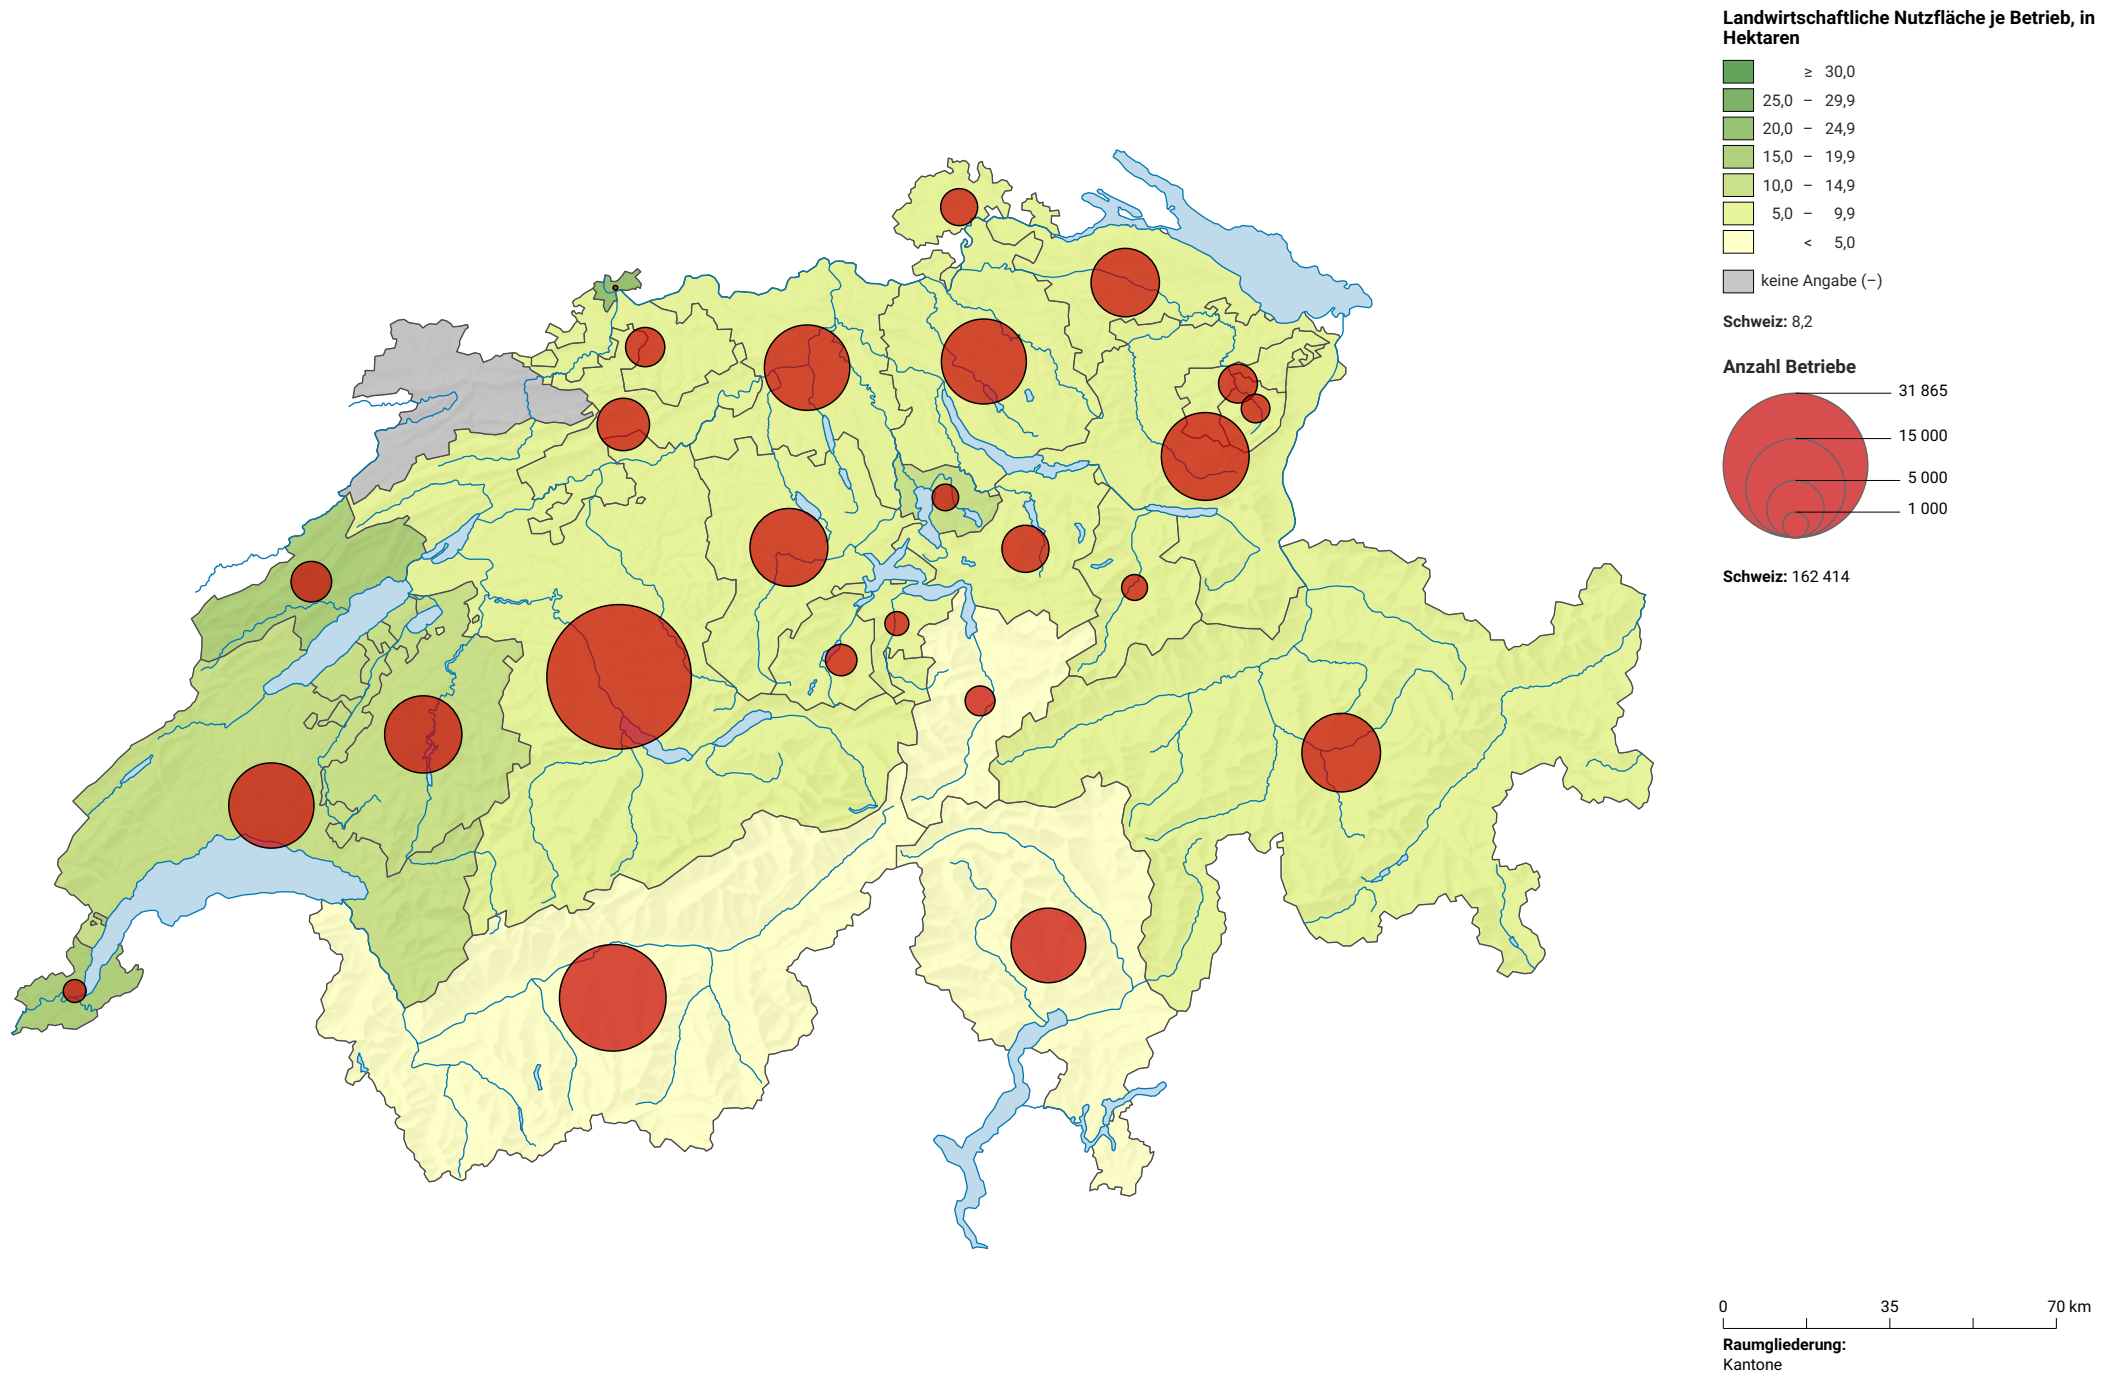 Landwirtschaftliche Nutzfläche je Betrieb, in
Hektaren
≥ 30,0
25,0 – 29,9
20,0 – 24,9
15,0 – 19,9
10,0 – 14,9
5,0 – 9,9
< 5,0
keine Angabe (–)
Schweiz: 8,2
Anzahl Betriebe
31 865
15 000
5 000
1 000
Schweiz: 162 414
0 35 70 km
Raumgliederung:
Kantone